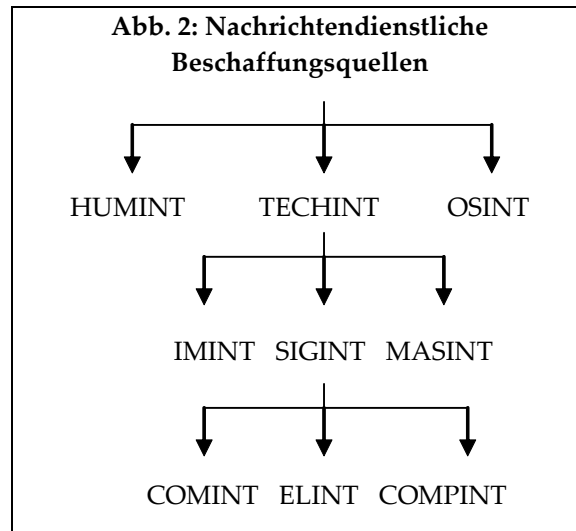 Abb. 2: Nachrichtendienstliche
Beschaffungsquellen
HUMINT TECHINT OSINT
IMINT SIGINT MASINT
COMINT ELINT COMPINT